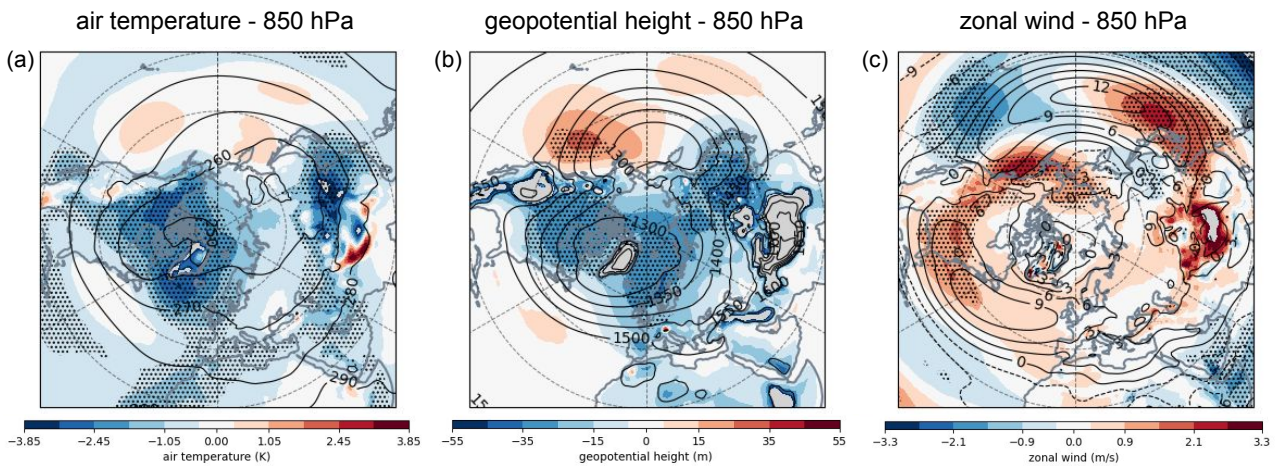 air temperature - 850 hPa
geopotential height - 850 hPa
zonal wind - 850 hPa
(a)
(b)
(c)
260
280
290
1300
1400
1500
12
9
6
0
9
6
−3.85 −2.45 −1.05 0.00 1.05 2.45 3.85
air temperature (K)
−55 −35 −15 0 15 35 55
geopotential height (m)
−3.3 −2.1 −0.9 0.0 0.9 2.1 3.3
zonal wind (m/s)